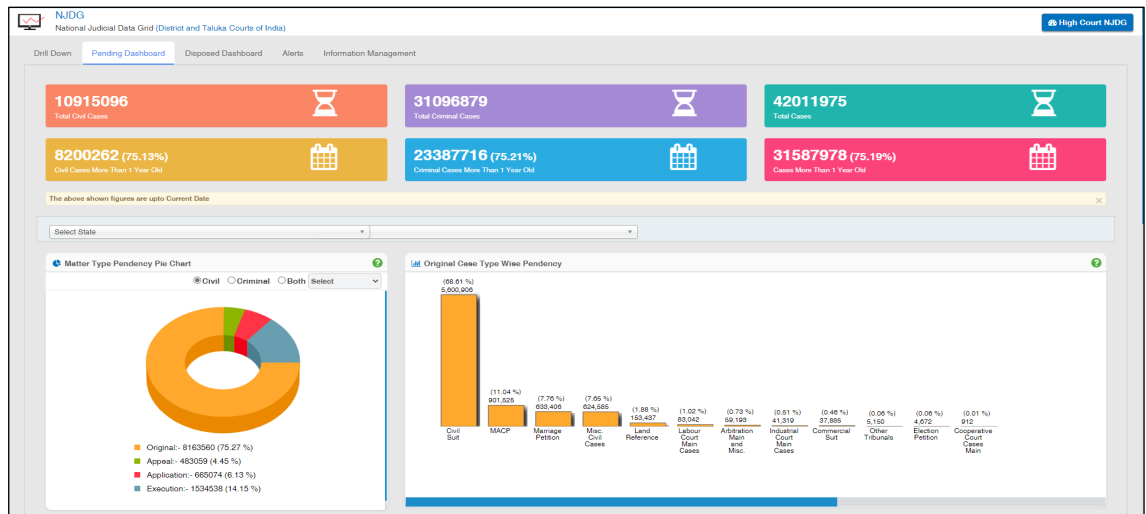 NJDG
National Judicial Data Grid (District and Taluka Courts of India)
High Court NJDG
Drill Down Pending Dashboard Disposed Dashboard Alerts Information Management
10915096
Total Civil Cases
31096879
Total Criminal Cases
42011975
Total Cases
8200262 (75.13%)
Civil Cases More Than 1 Year Old
23387716 (75.21%)
Criminal Cases More Than 1 Year Old
31587978 (75.19%)
Cases More Than 1 Year Old
The above shown figures are upto Current Date
Select State
Matter Type Pendency Pie Chart
Civil Criminal Both Select
Original:- 8163560 (75.27 %)
Appeal:- 483059 (4.45 %)
Application:- 665074 (6.13 %)
Execution:- 1534538 (14.15 %)
Original Case Type Wise Pendency
(68.61 %)
5,600,906
(11.04 %)
901,525
(7.76 %)
633,406
(7.65 %)
624,585
(1.88 %)
153,437
(1.02 %)
83,042
(0.73 %)
59,193
(0.51 %)
41,319
(0.46 %)
37,885
(0.06 %)
5,150
(0.06 %)
4,672
(0.01 %)
912
Civil
Suit
MACP
Marriage
Petition
Misc.
Civil
Cases
Land
Reference
Labour
Court
Main
Cases
Arbitration
Main
and
Misc.
Industrial
Court
Main
Cases
Commercial
Suit
Other
Tribunals
Election
Petition
Cooperative
Court
Cases
Main